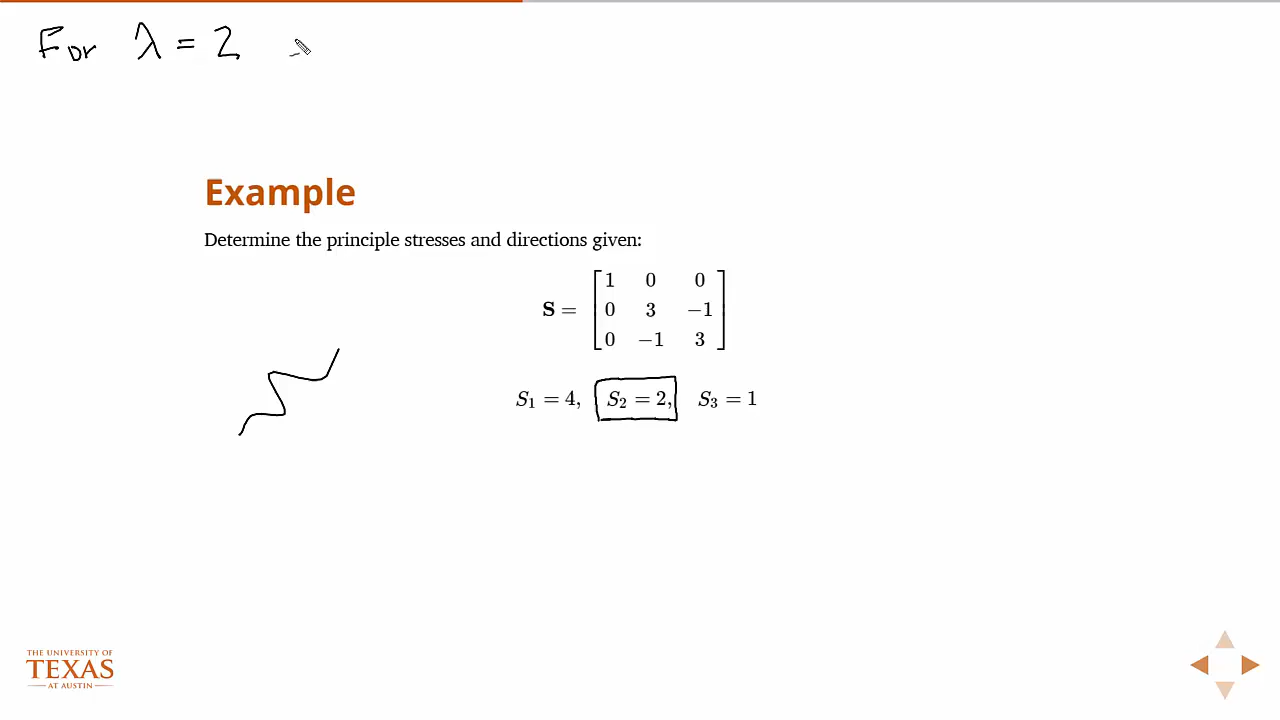 For λ = 2
Example
Determine the principle stresses and directions given:
S = [1 0 0
0 3 −1
0 −1 3]
S₁ = 4, S₂ = 2, S₃ = 1
THE UNIVERSITY OF
TEXAS
AT AUSTIN